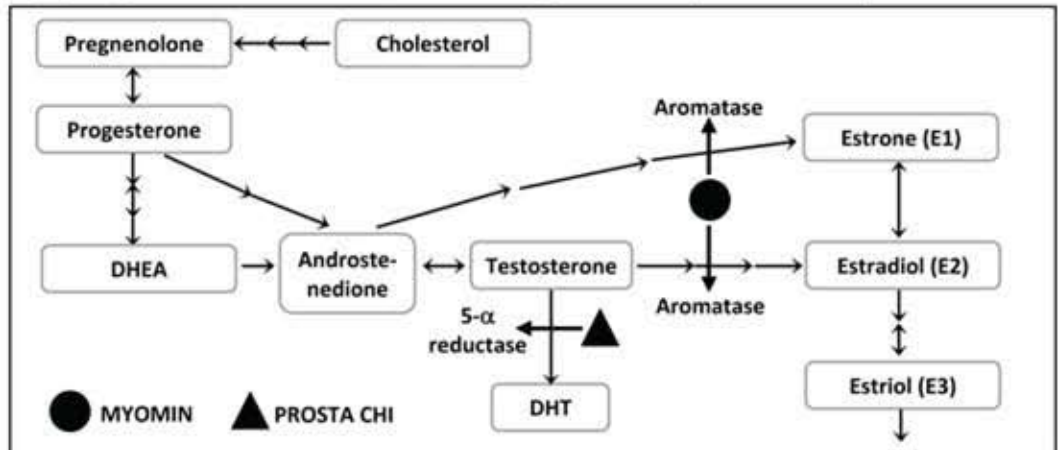 Pregnenolone
Cholesterol
Progesterone
Aromatase
Estrone (E1)
DHEA
Androste-
nedione
Testosterone
Estradiol (E2)
Aromatase
5-α
reductase
DHT
Estriol (E3)
MYOMIN
PROSTA CHI